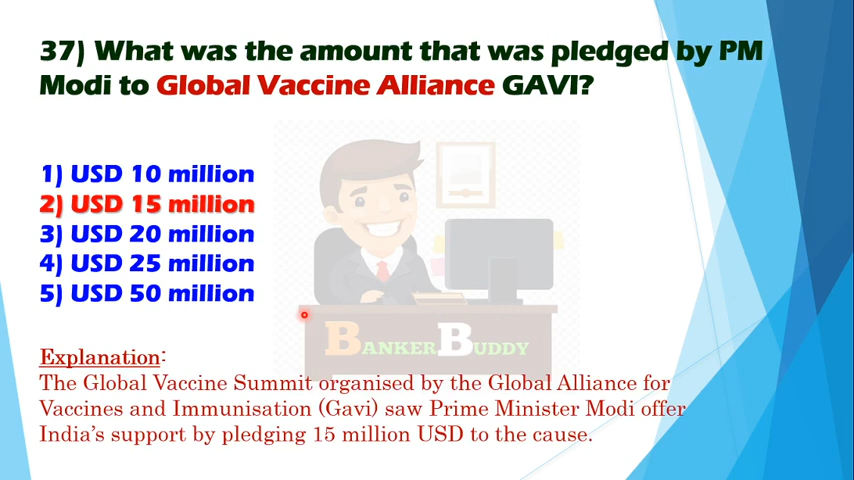 37) What was the amount that was pledged by PM
Modi to Global Vaccine Alliance GAVI?
1) USD 10 million
2) USD 15 million
3) USD 20 million
4) USD 25 million
5) USD 50 million
BANKER BUDDY
Explanation:
The Global Vaccine Summit organised by the Global Alliance for
Vaccines and Immunisation (Gavi) saw Prime Minister Modi offer
India's support by pledging 15 million USD to the cause.